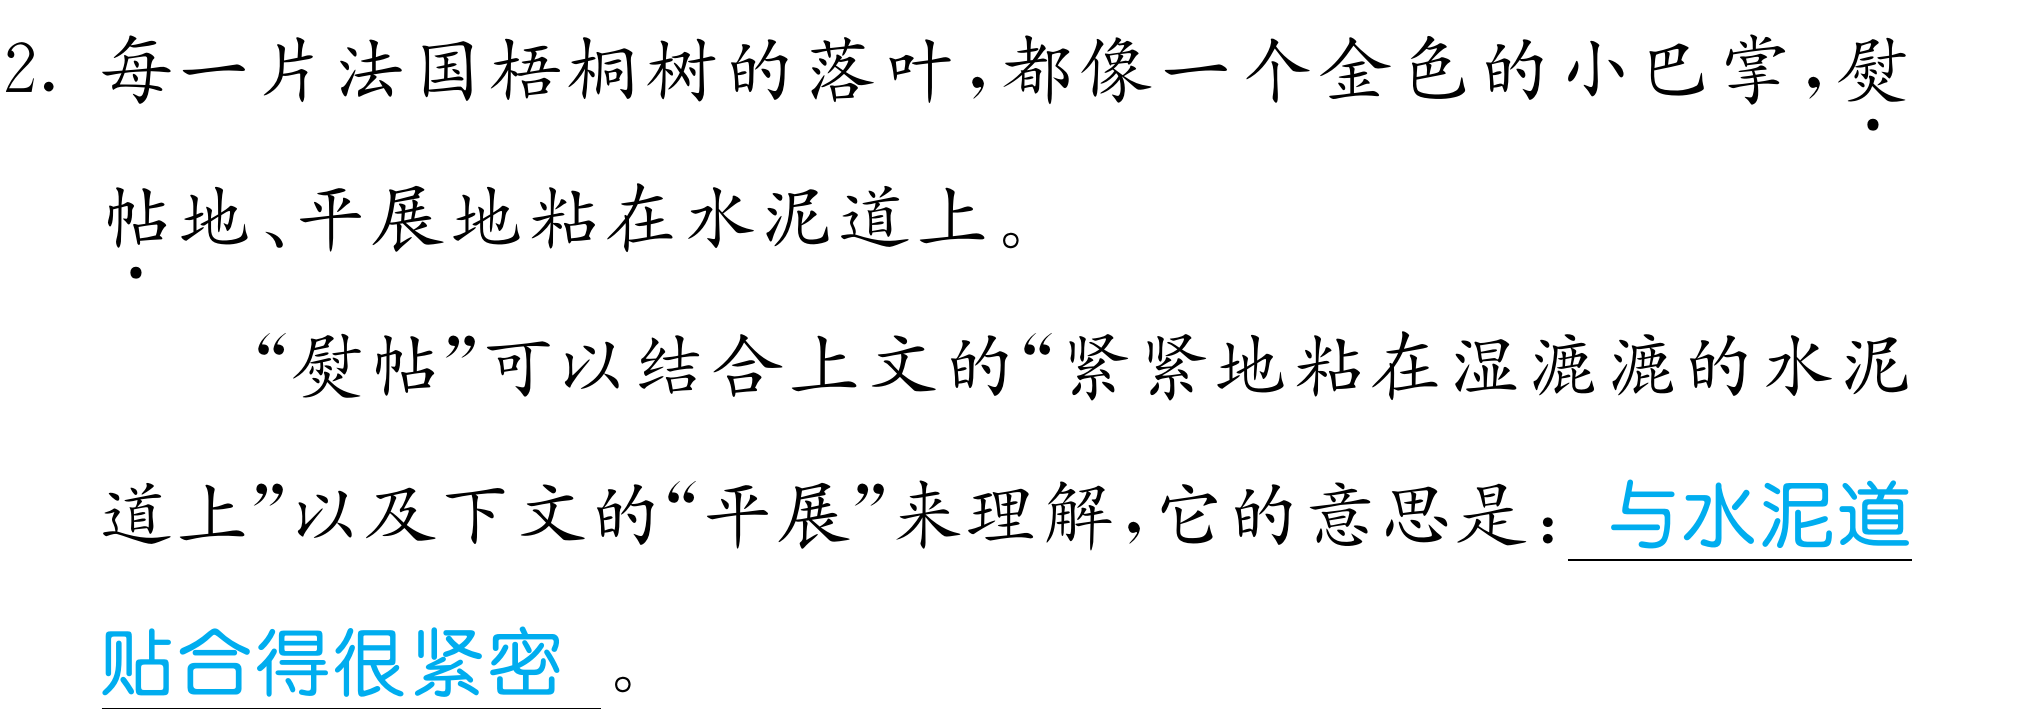 2. 每一片法国梧桐树的落叶,都像一个金色的小巴掌,熨
帖地、平展地粘在水泥道上。
“熨帖”可以结合上文的“紧紧地粘在湿漉漉的水泥
道上”以及下文的“平展”来理解,它的意思是：与水泥道
贴合得很紧密。